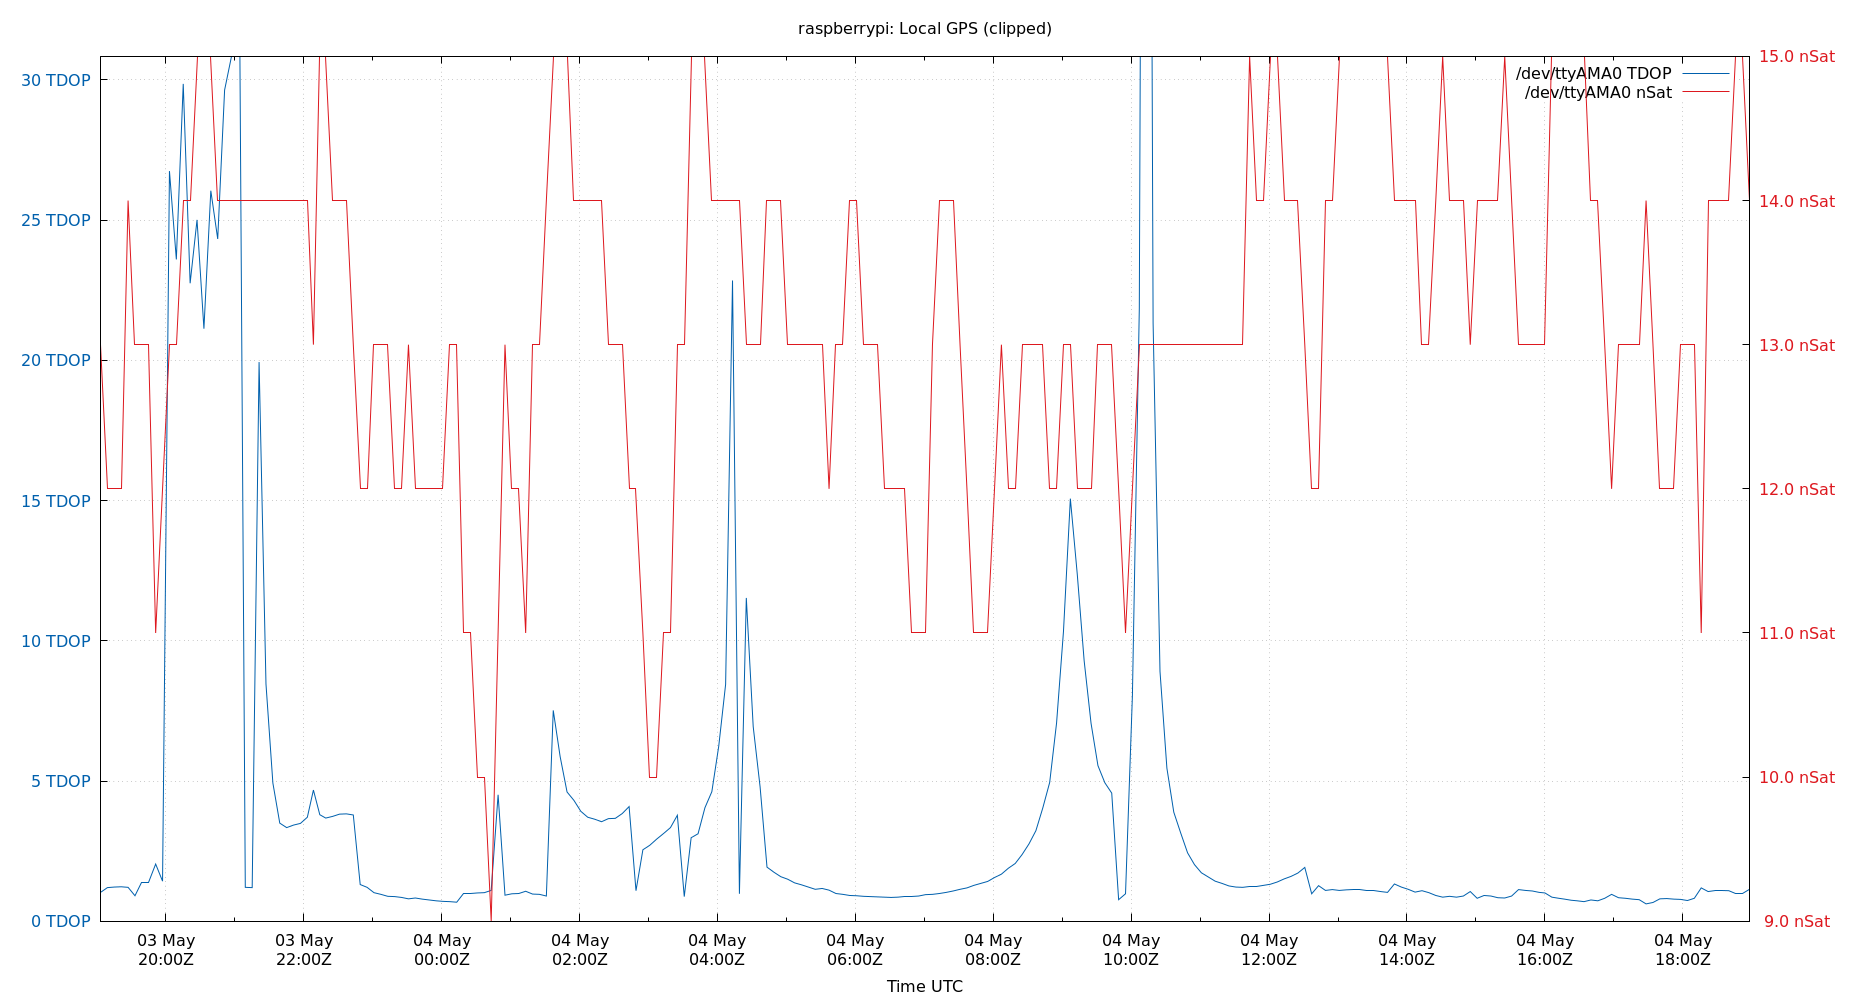 raspberrypi: Local GPS (clipped)
/dev/ttyAMA0 TDOP
/dev/ttyAMA0 nSat
30 TDOP
25 TDOP
20 TDOP
15 TDOP
10 TDOP
5 TDOP
0 TDOP
15.0 nSat
14.0 nSat
13.0 nSat
12.0 nSat
11.0 nSat
10.0 nSat
9.0 nSat
03 May
20:00Z
03 May
22:00Z
04 May
00:00Z
04 May
02:00Z
04 May
04:00Z
04 May
06:00Z
04 May
08:00Z
04 May
10:00Z
04 May
12:00Z
04 May
14:00Z
04 May
16:00Z
04 May
18:00Z
Time UTC